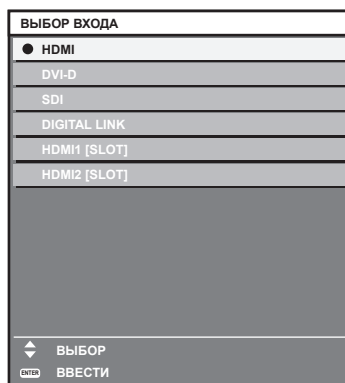 ВЫБОР ВХОДА
HDMI
DVI-D
SDI
DIGITAL LINK
HDMI1 [SLOT]
HDMI2 [SLOT]
ВЫБОР
ENTER ВВЕСТИ